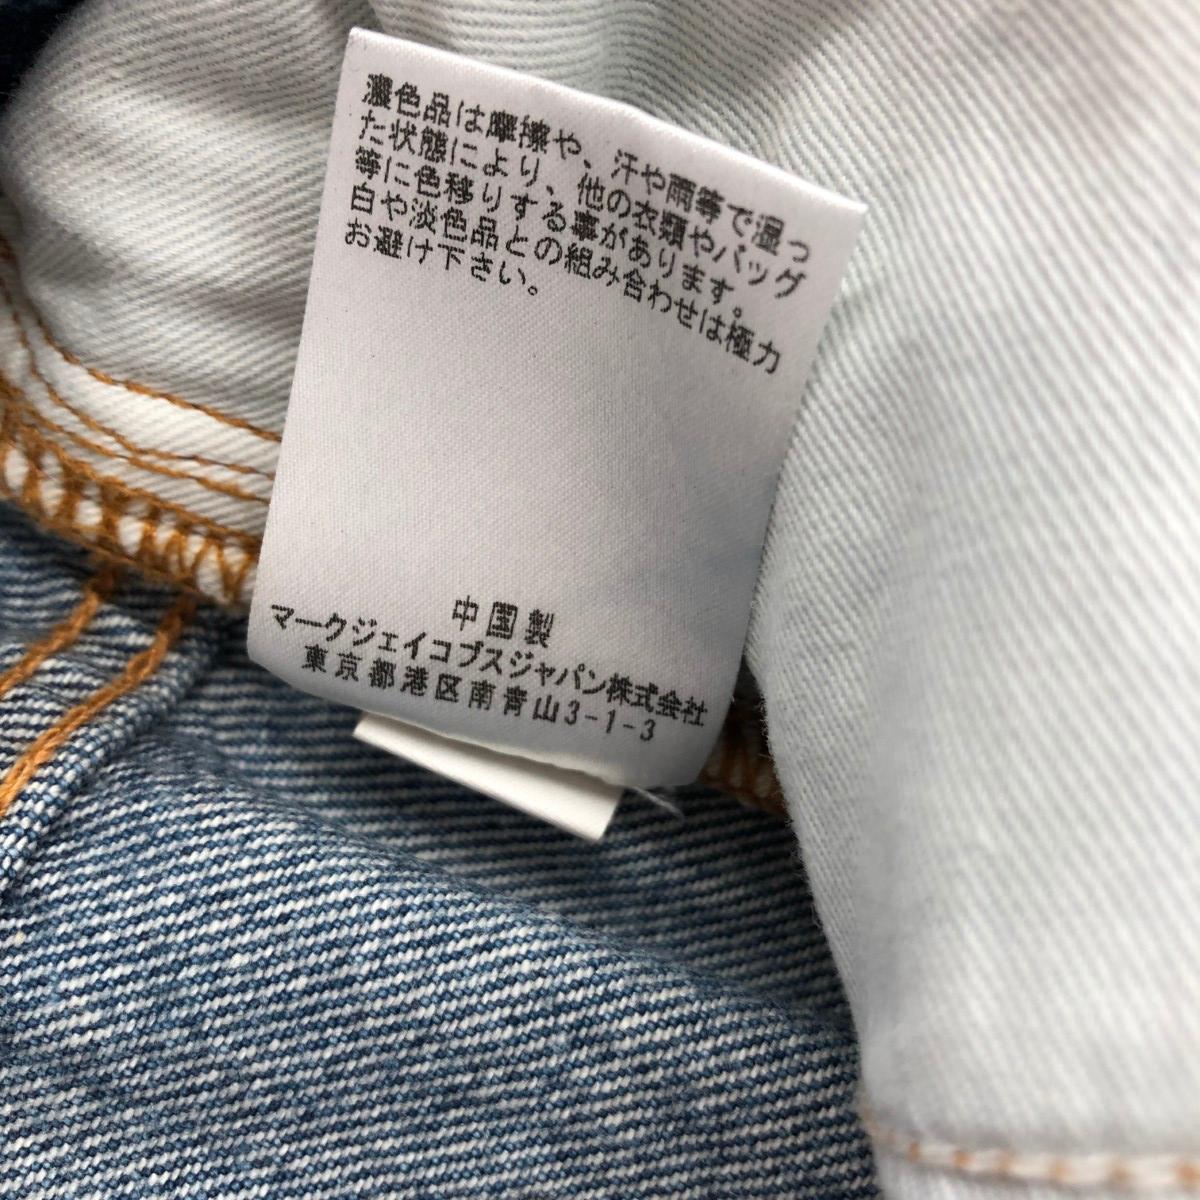 濃色品は摩擦や、汗や雨等で湿っ
た状態により、他の衣類やバッグ
等に色移りする事があります。
白や淡色品との組み合わせは極力
お避け下さい。
中国製
マークジェイコブスジャパン株式会社
東京都港区南青山3-1-3